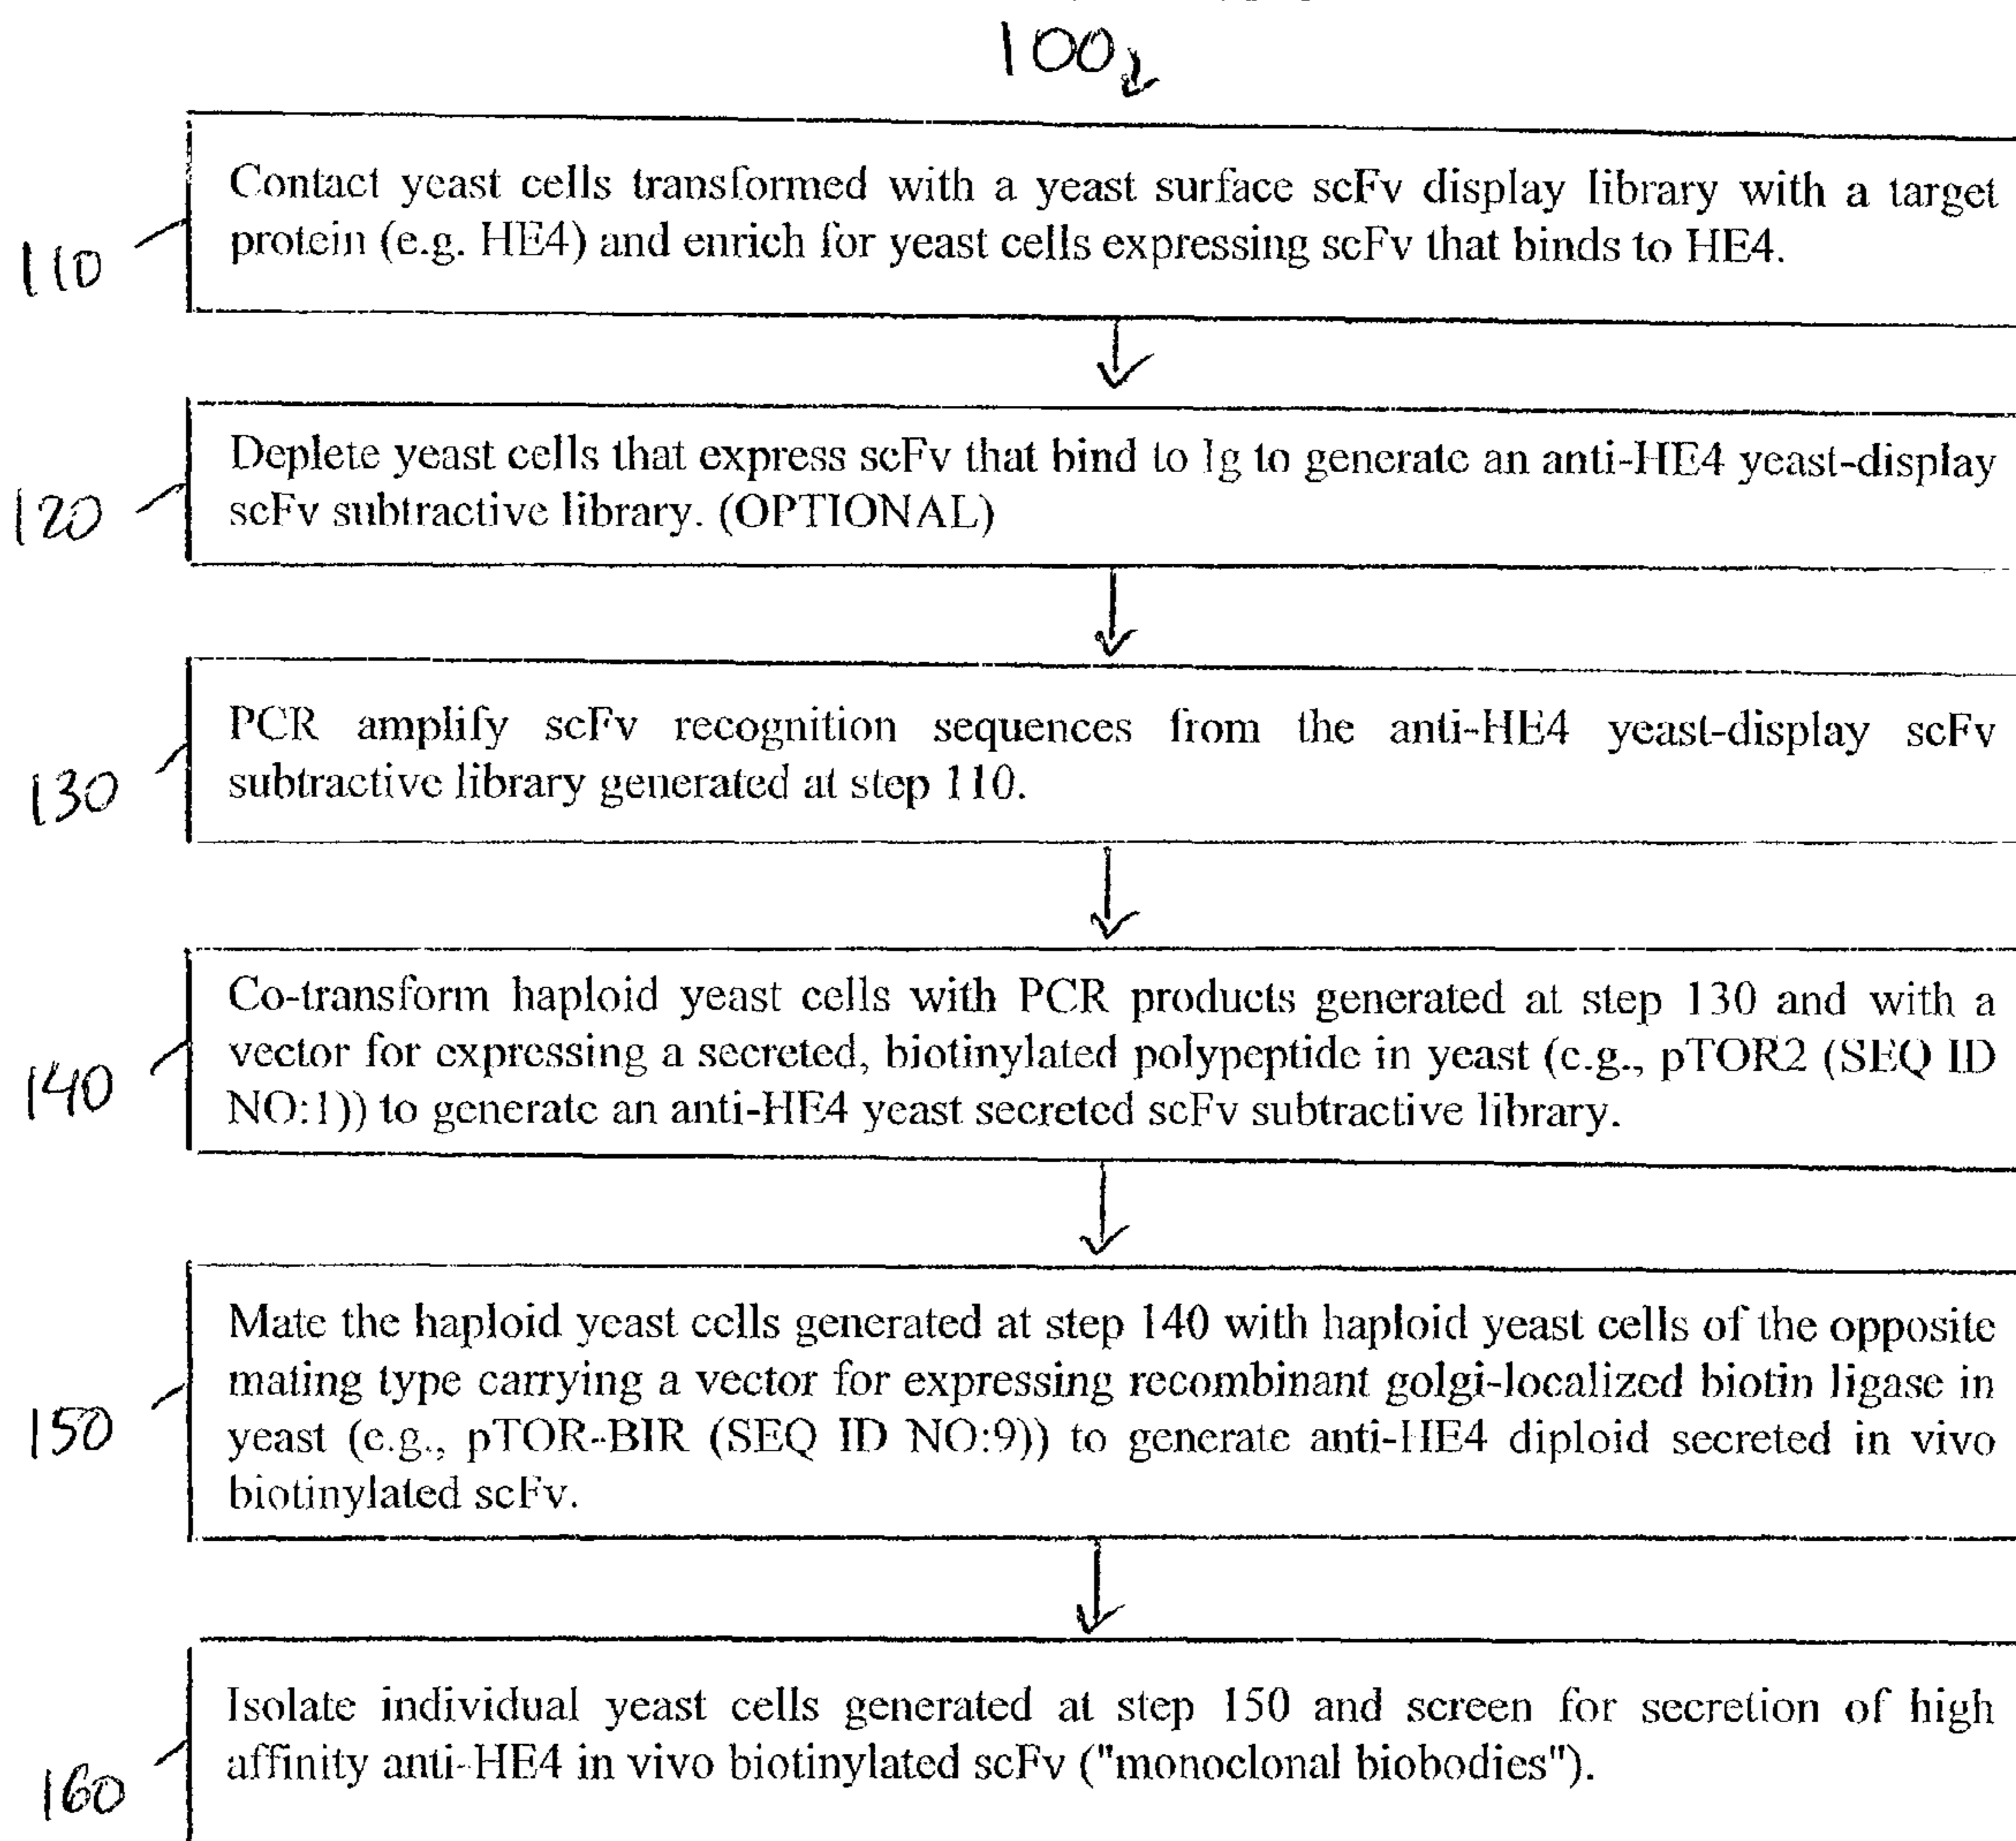 100
Contact yeast cells transformed with a yeast surface scFv display library with a target
protein (e.g. HE4) and enrich for yeast cells expressing scFv that binds to HE4.
110
Deplete yeast cells that express scFv that bind to Ig to generate an anti-HE4 yeast-display
scFv subtractive library. (OPTIONAL)
120
PCR amplify scFv recognition sequences from the anti-HE4 yeast-display scFv
subtractive library generated at step 110.
130
Co-transform haploid yeast cells with PCR products generated at step 130 and with a
vector for expressing a secreted, biotinylated polypeptide in yeast (e.g., pTOR2 (SEQ ID
NO:1)) to generate an anti-HE4 yeast secreted scFv subtractive library.
140
Mate the haploid yeast cells generated at step 140 with haploid yeast cells of the opposite
mating type carrying a vector for expressing recombinant golgi-localized biotin ligase in
yeast (e.g., pTOR-BIR (SEQ ID NO:9)) to generate anti-HE4 diploid secreted in vivo
biotinylated scFv.
150
Isolate individual yeast cells generated at step 150 and screen for secretion of high
affinity anti-HE4 in vivo biotinylated scFv ("monoclonal biobodies").
160